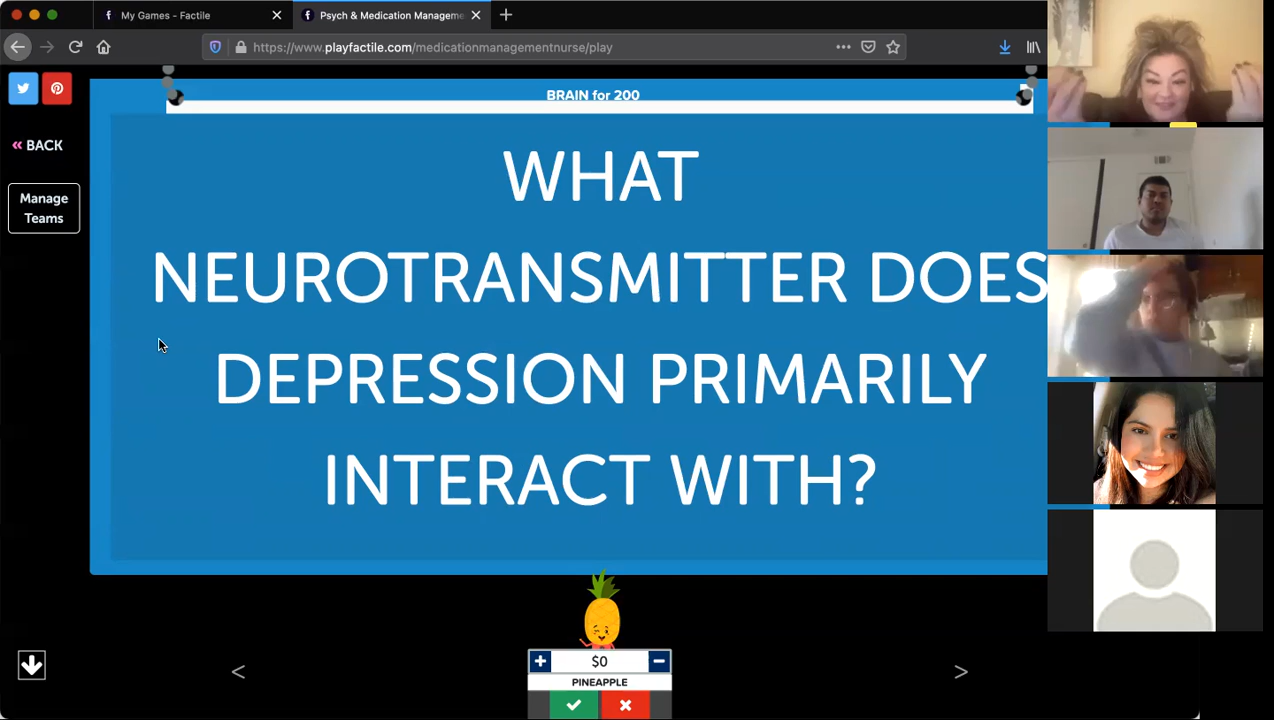 My Games - Factile
Psych & Medication Manageme
https://www.playfactile.com/medicationmanagementnurse/play
BRAIN for 200
« BACK
Manage
Teams
WHAT
NEUROTRANSMITTER DOES
DEPRESSION PRIMARILY
INTERACT WITH?
$0
PINEAPPLE